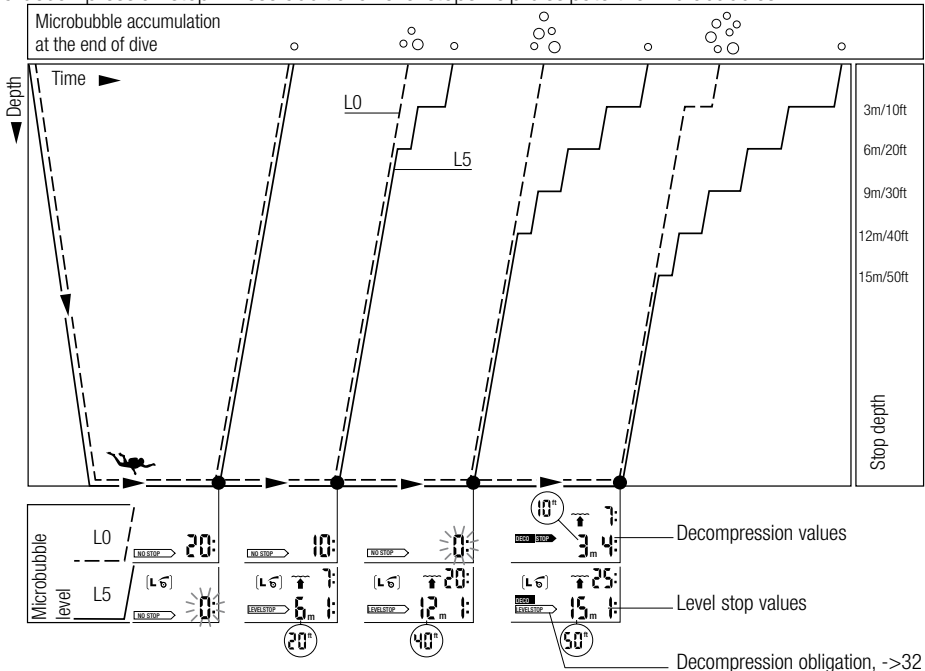 Microbubble accumulation
at the end of dive
Depth
Time
L0
L5
3m/10ft
6m/20ft
9m/30ft
12m/40ft
15m/50ft
Stop depth
Microbubble
level
L0
NO STOP 20:
NO STOP 10:
NO STOP 0:
10ft
7:
DECO STOP 3m 4:
Decompression values
L5
NO STOP 0:
7:
LEVELSTOP 6m 1:
20ft
20:
LEVELSTOP 12m 1:
40ft
25:
DECO
LEVELSTOP 15m 1:
50ft
Level stop values
Decompression obligation, ->32